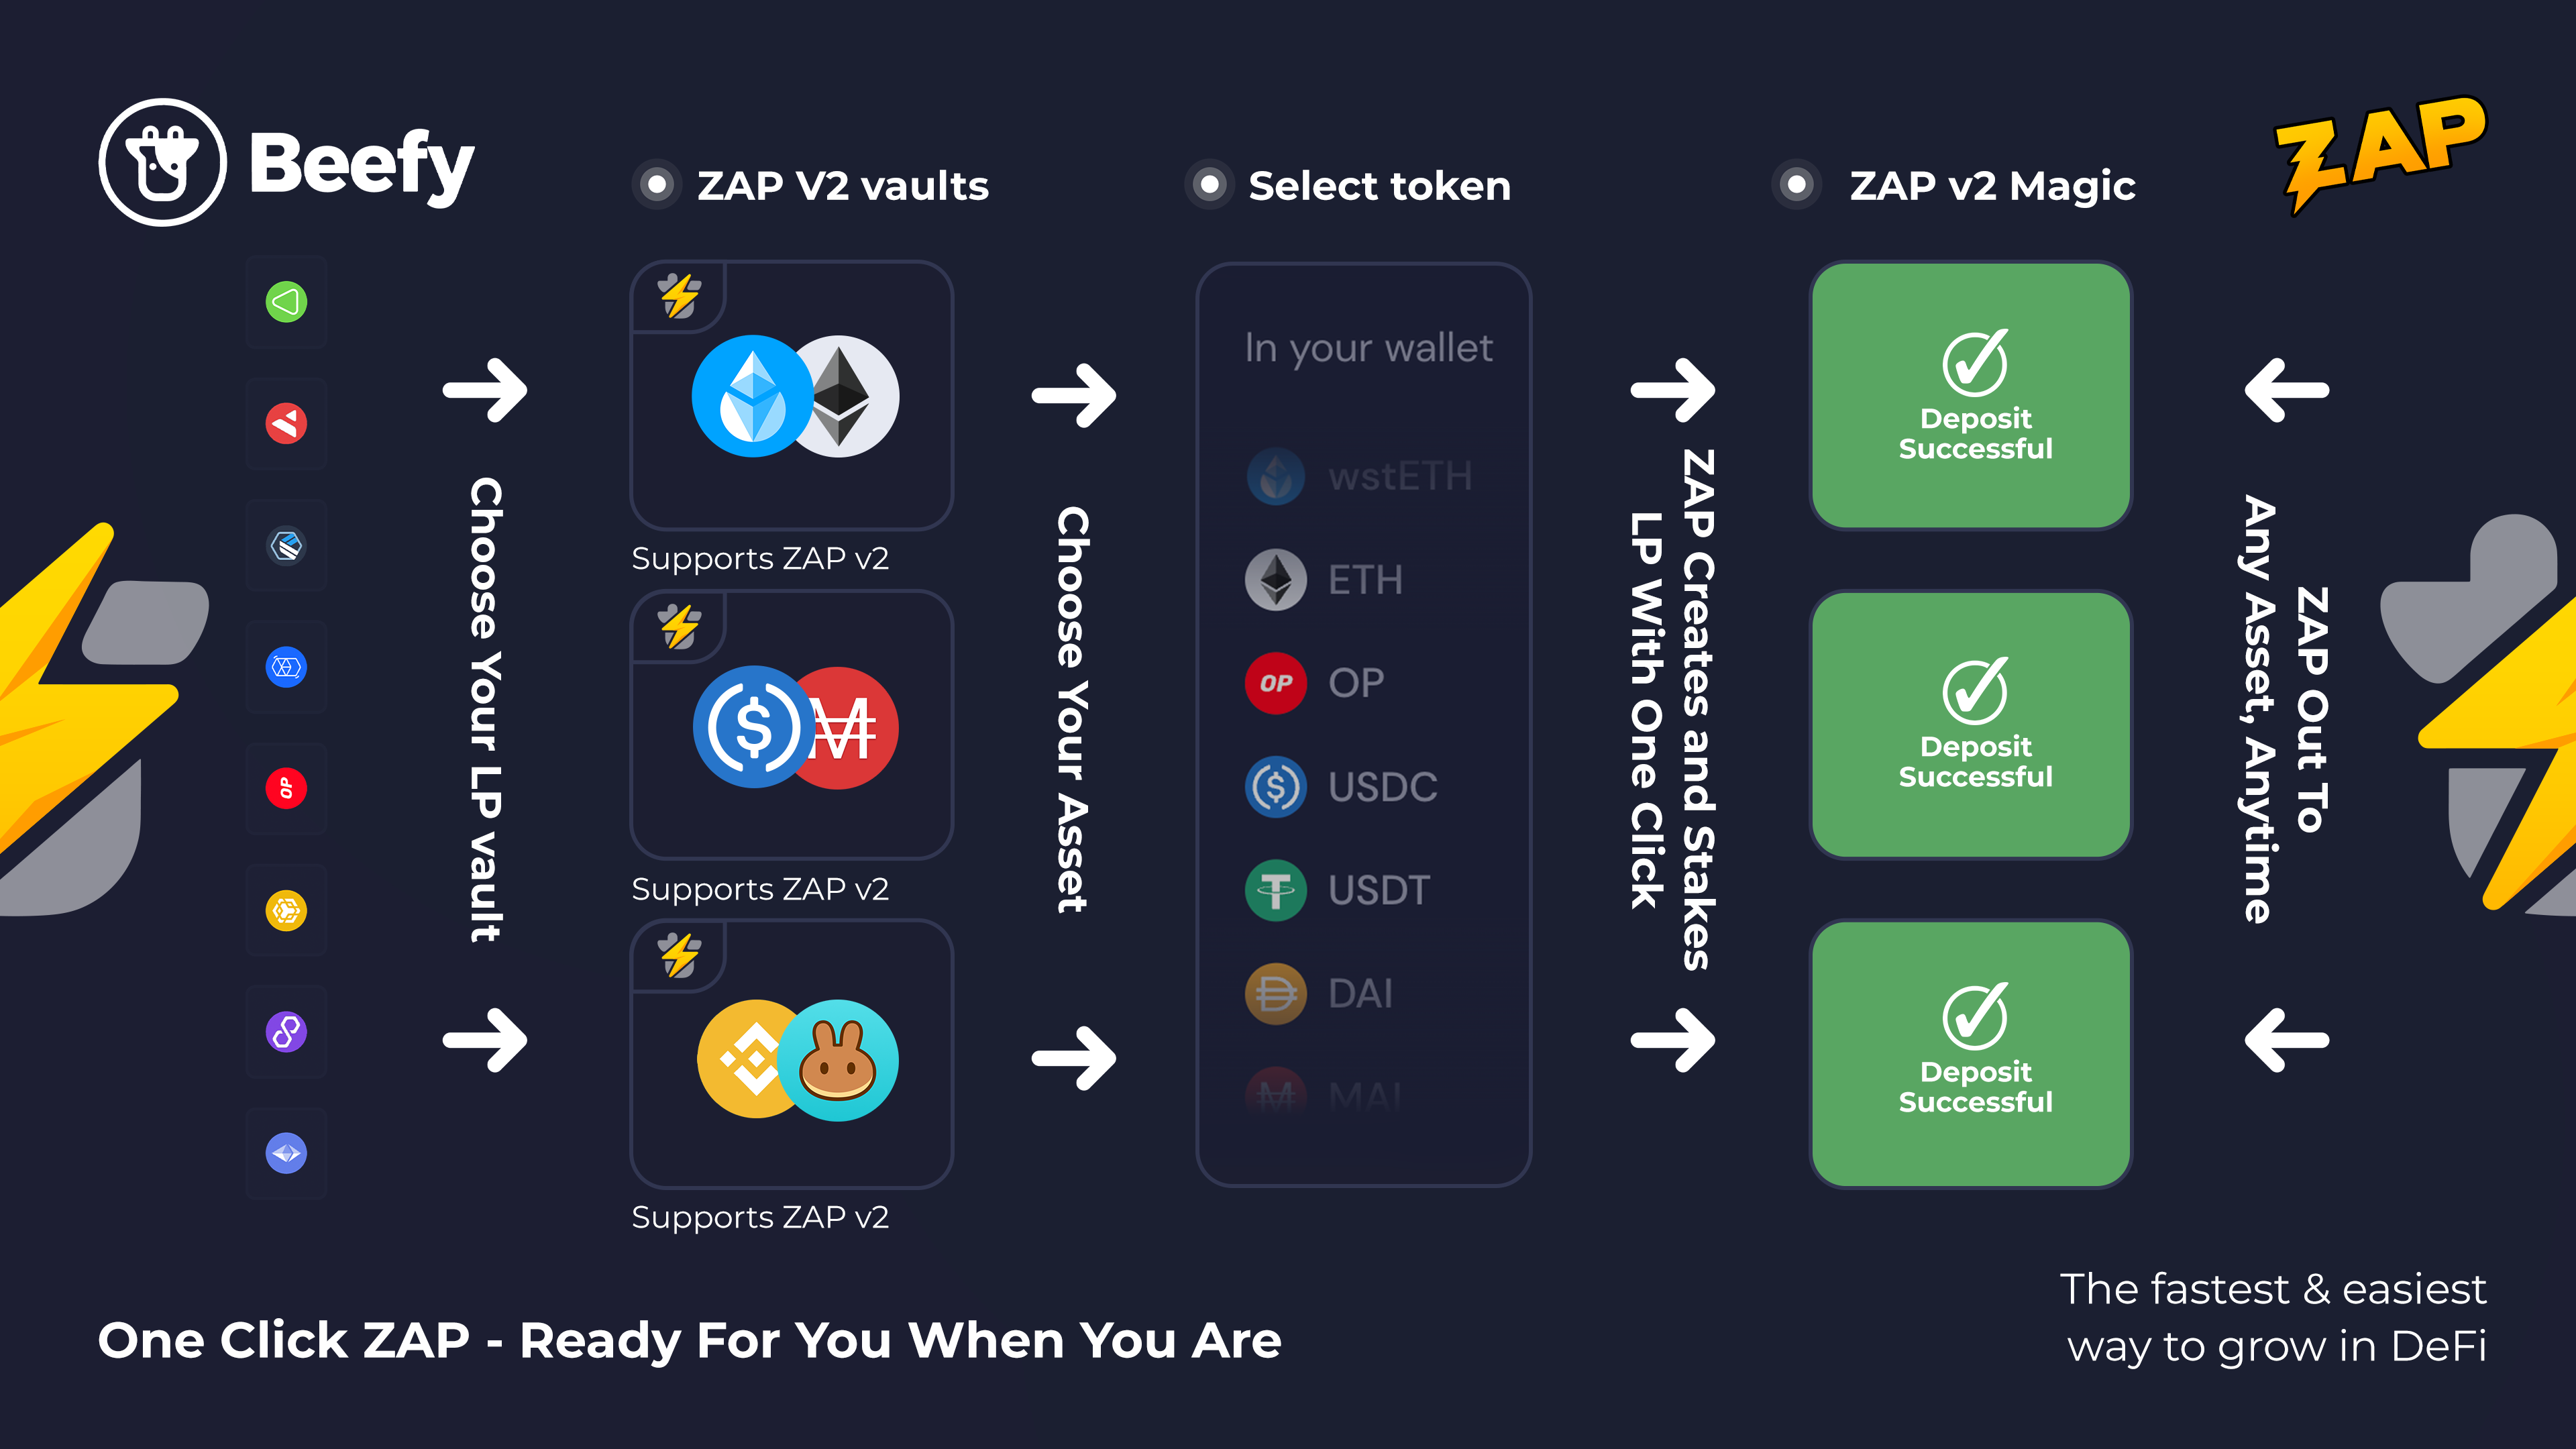 Beefy
ZAP
ZAP V2 vaults
Select token
ZAP v2 Magic
Choose Your LP vault
Supports ZAP v2
Supports ZAP v2
Supports ZAP v2
Choose Your Asset
In your wallet
wstETH
ETH
OP
OP
USDC
USDT
DAI
MAI
OP
ZAP Creates and Stakes
LP With One Click
Deposit
Successful
Deposit
Successful
Deposit
Successful
ZAP Out To
Any Asset, Anytime
One Click ZAP - Ready For You When You Are
The fastest & easiest
way to grow in DeFi